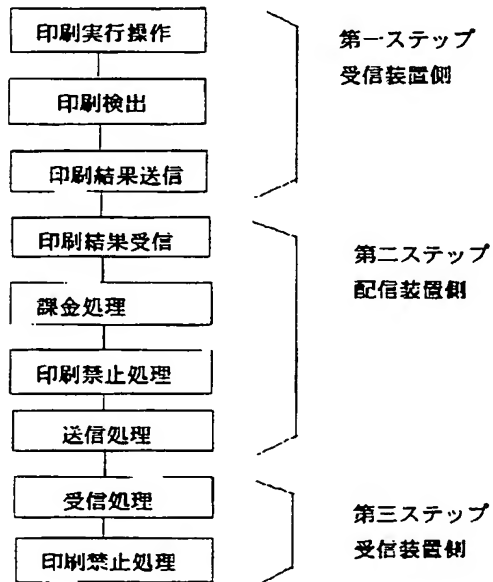 印刷実行操作
印刷検出
印刷結果送信
第一ステップ
受信装置側
印刷結果受信
課金処理
印刷禁止処理
送信処理
第二ステップ
配信装置側
受信処理
印刷禁止処理
第三ステップ
受信装置側